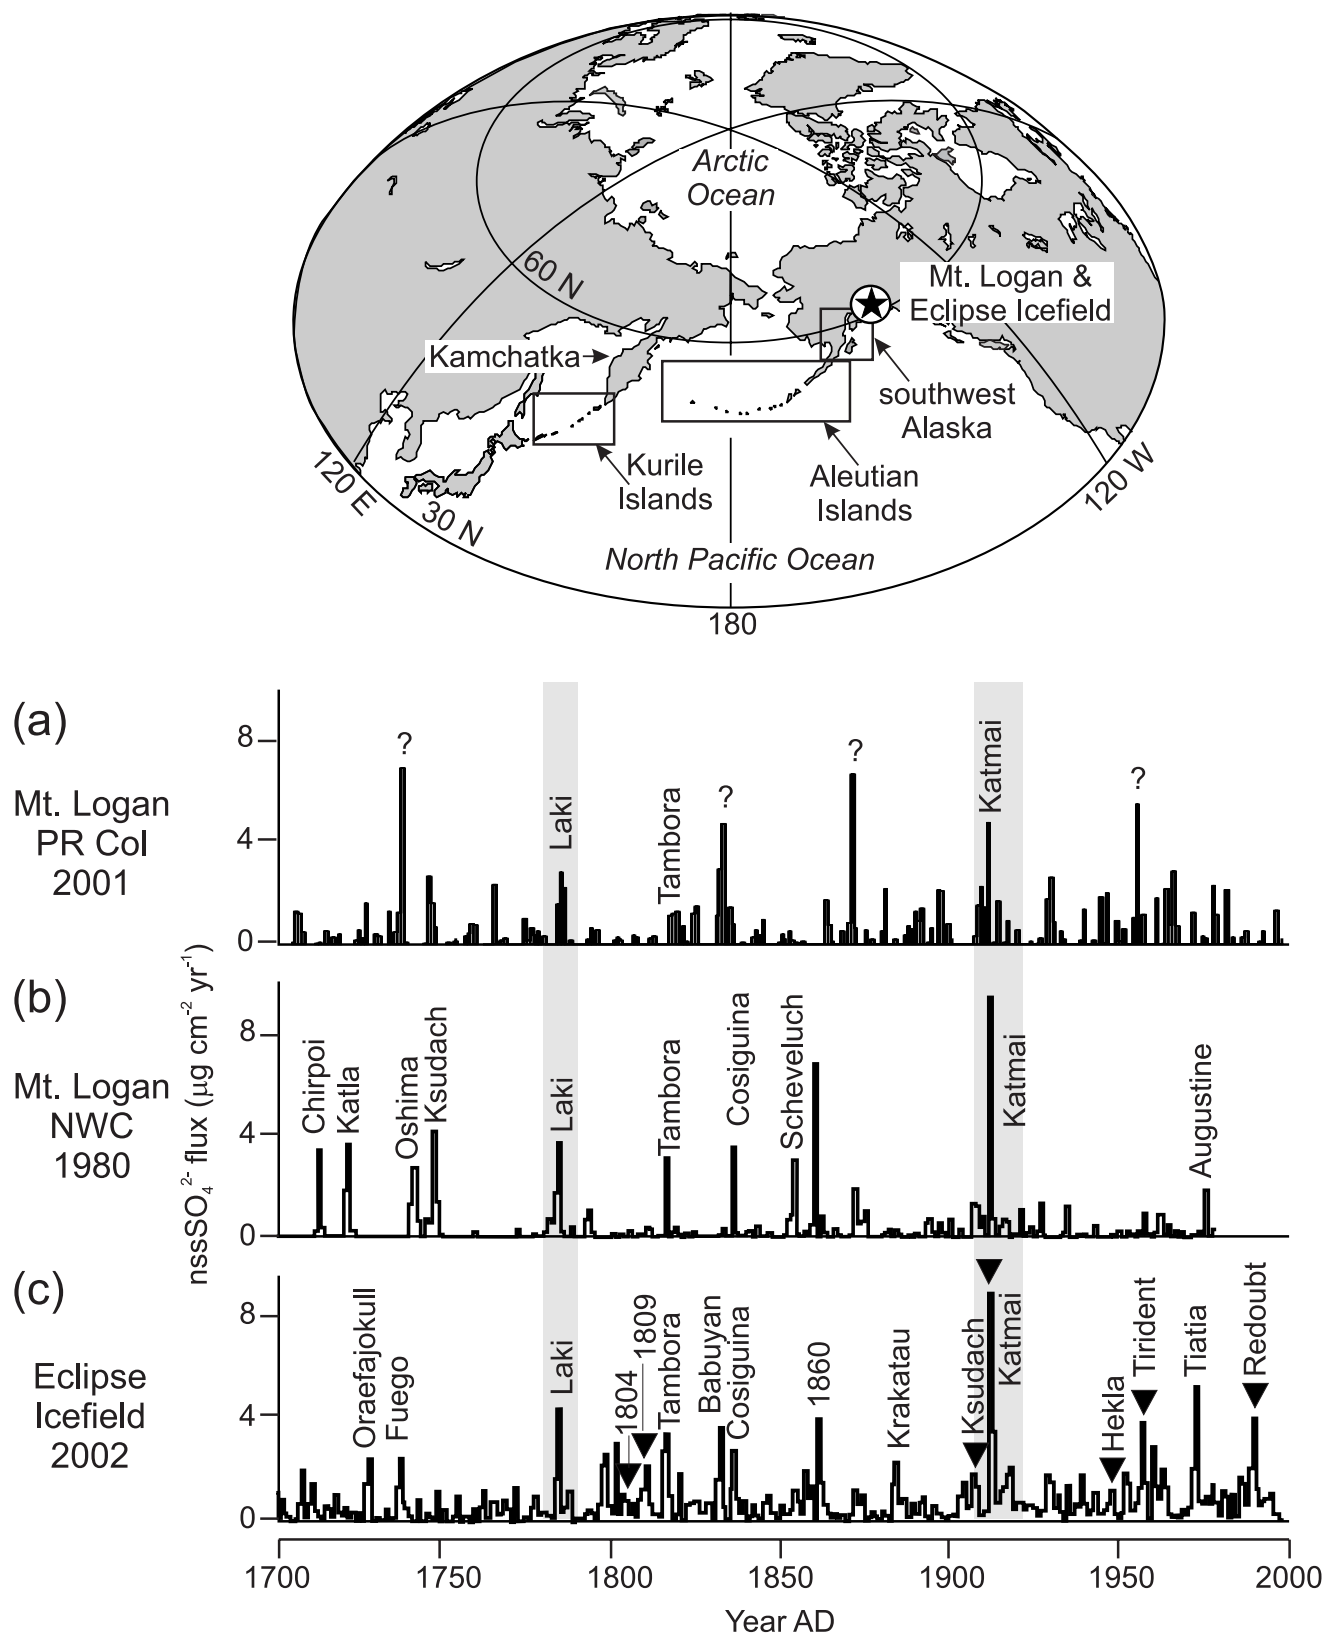 Arctic
Ocean
60 N
Mt. Logan &
Eclipse Icefield
Kamchatka
southwest
Alaska
Kurile
Islands
Aleutian
Islands
120 E
30 N
120 W
North Pacific Ocean
180
(a)
Mt. Logan
PR Col
2001
8
4
0
?
Laki
Tambora
?
?
Katmai
?
nssSO₄²⁻ flux (μg cm⁻² yr⁻¹)
(b)
Mt. Logan
NWC
1980
8
4
0
Chirpoi
Katla
Oshima
Ksudach
Laki
Tambora
Cosiguina
Scheveluch
Katmai
Augustine
(c)
Eclipse
Icefield
2002
8
4
0
Oraefajokull
Fuego
Laki
1804
1809
Tambora
Babuyan
Cosiguina
1860
Krakatau
Ksudach
Katmai
Hekla
Tirident
Tiatia
Redoubt
1700
1750
1800
1850
1900
1950
2000
Year AD